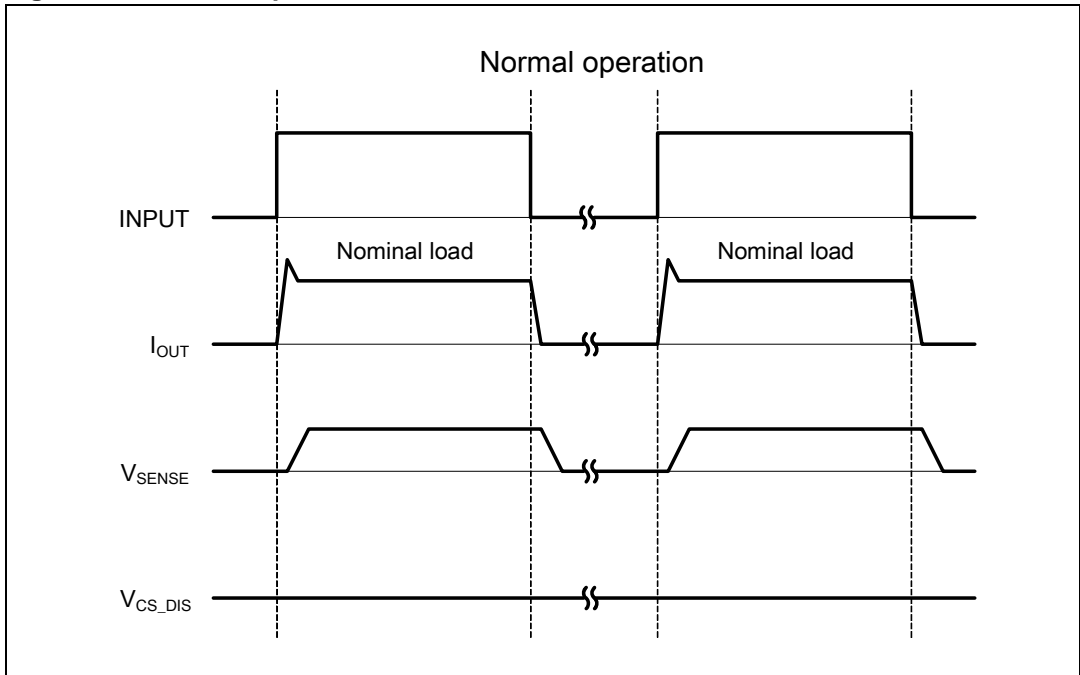 Normal operation
INPUT
Nominal load Nominal load
IOUT
VSENSE
VCS_DIS